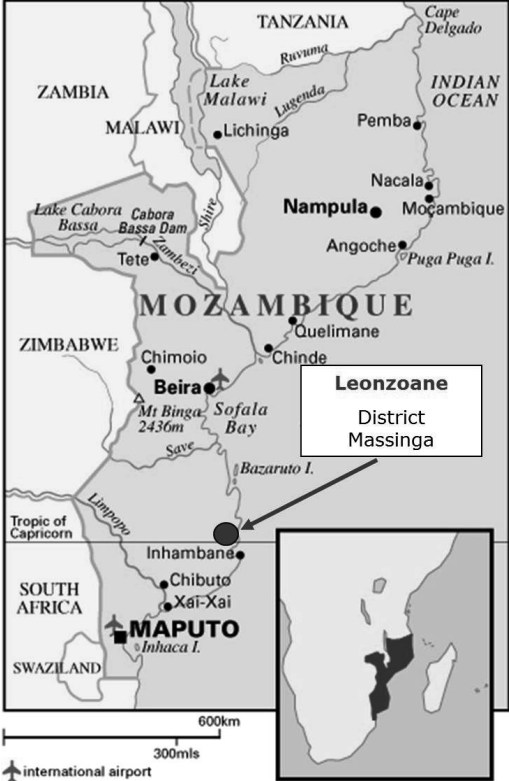 TANZANIA
Cape
Delgado
Ruvuma
Lake
Malawi
Lugenda
INDIAN
OCEAN
ZAMBIA
MALAWI
Lichinga
Pemba
Nacala
Nampula
Moçambique
Lake Cabora
Bassa
Cabora
Bassa Dam
Shire
Zambezi
Tete
Angoche
Puga Puga I.
MOZAMBIQUE
Quelimane
ZIMBABWE
Chimoio
Chinde
Beira
Mt Binga
2436m
Sofala
Bay
Leonzoane
District
Massinga
Save
Bazaruto I.
Limpopo
Tropic of
Capricorn
Inhambane
SOUTH
AFRICA
Chibuto
Xai-Xai
MAPUTO
Inhaca I.
SWAZILAND
600km
300mls
international airport